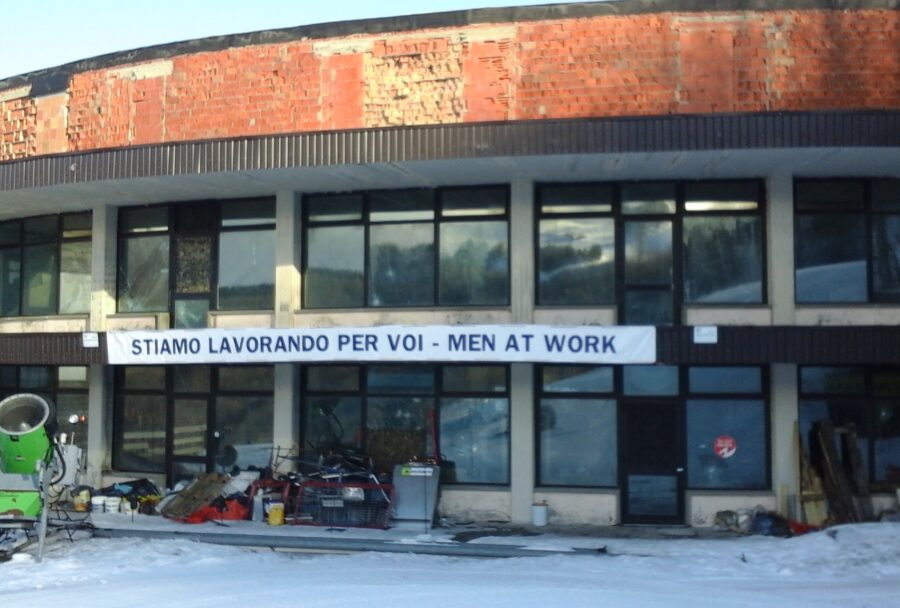 STIAMO LAVORANDO PER VOI - MEN AT WORK